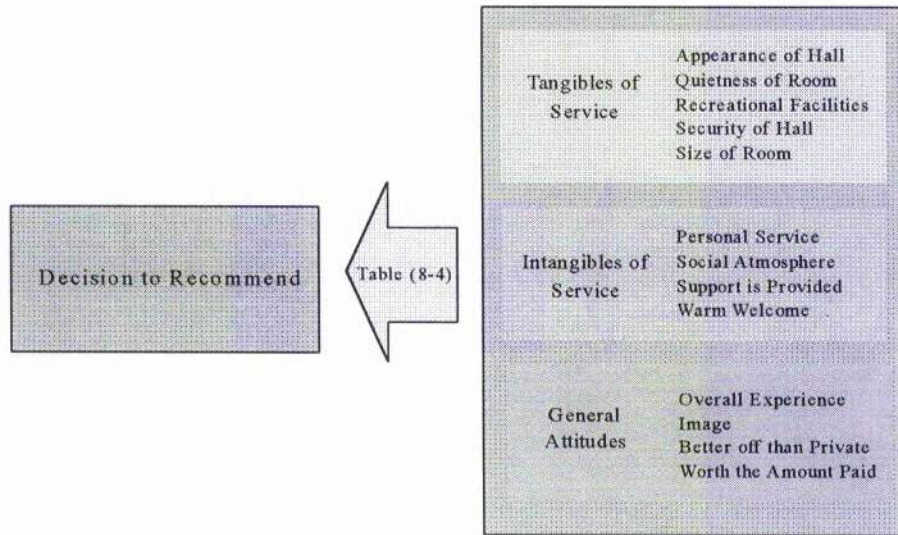 Tangibles of
Service
Appearance of Hall
Quietness of Room
Recreational Facilities
Security of Hall
Size of Room
Decision to Recommend
Table (8-4)
Intangibles of
Service
Personal Service
Social Atmosphere
Support is Provided
Warm Welcome
General
Attitudes
Overall Experience
Image
Better off than Private
Worth the Amount Paid